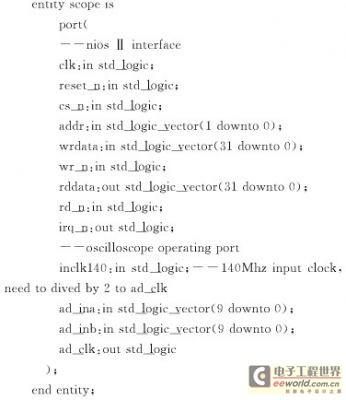 entity scope is
port(
——nios Ⅱ interface
clk:in std_logic;
reset_n:in std_logic;
cs_n:in std_logic;
addr:in std_logic_vector(1 downto 0);
wrdata:in std_logic_vector(31 downto 0);
wr_n:in std_logic;
rddata:out std_logic_vector(31 downto 0);
rd_n:in std_logic;
irq_n:out std_logic;
——oscilloscope operating port
inclk140:in std_logic;——140Mhz input clock,
need to dived by 2 to ad_clk
ad_ina:in std_logic_vector(9 downto 0);
ad_inb:in std_logic_vector(9 downto 0);
ad_clk:out std_logic
);
end entity;
电子工程世界
eeworld.com.cn